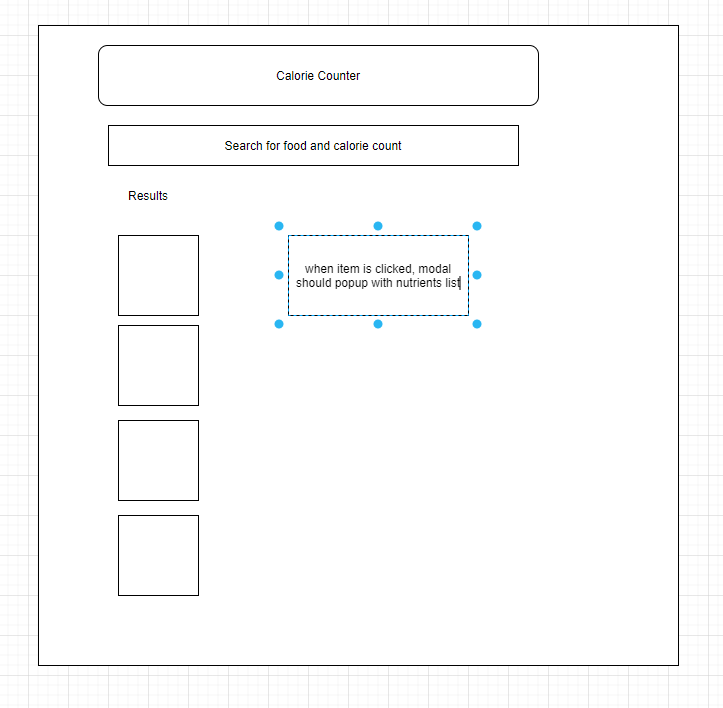 Calorie Counter
Search for food and calorie count
Results
when item is clicked, modal
should popup with nutrients list